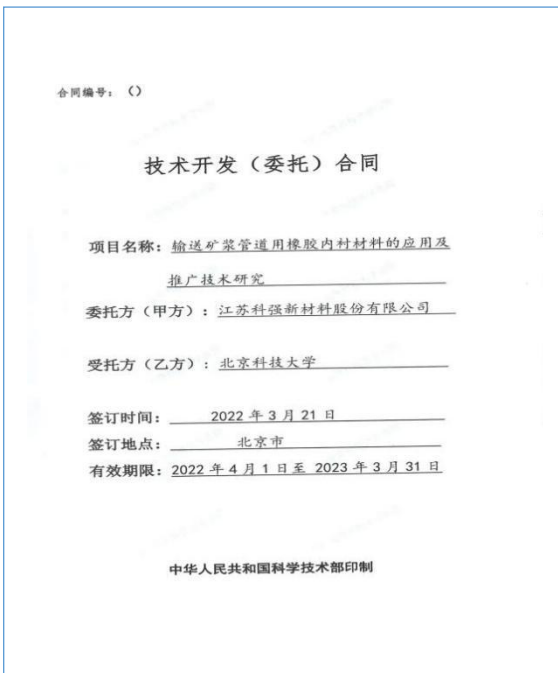 合同编号：（）
技术开发（委托）合同
项目名称：输送矿浆管道用橡胶内衬材料的应用及
推广技术研究
委托方（甲方）：江苏科强新材料股份有限公司
受托方（乙方）：北京科技大学
签订时间：2022 年 3 月 21 日
签订地点：北京市
有效期限：2022 年 4 月 1 日至 2023 年 3 月 31 日
中华人民共和国科学技术部印制